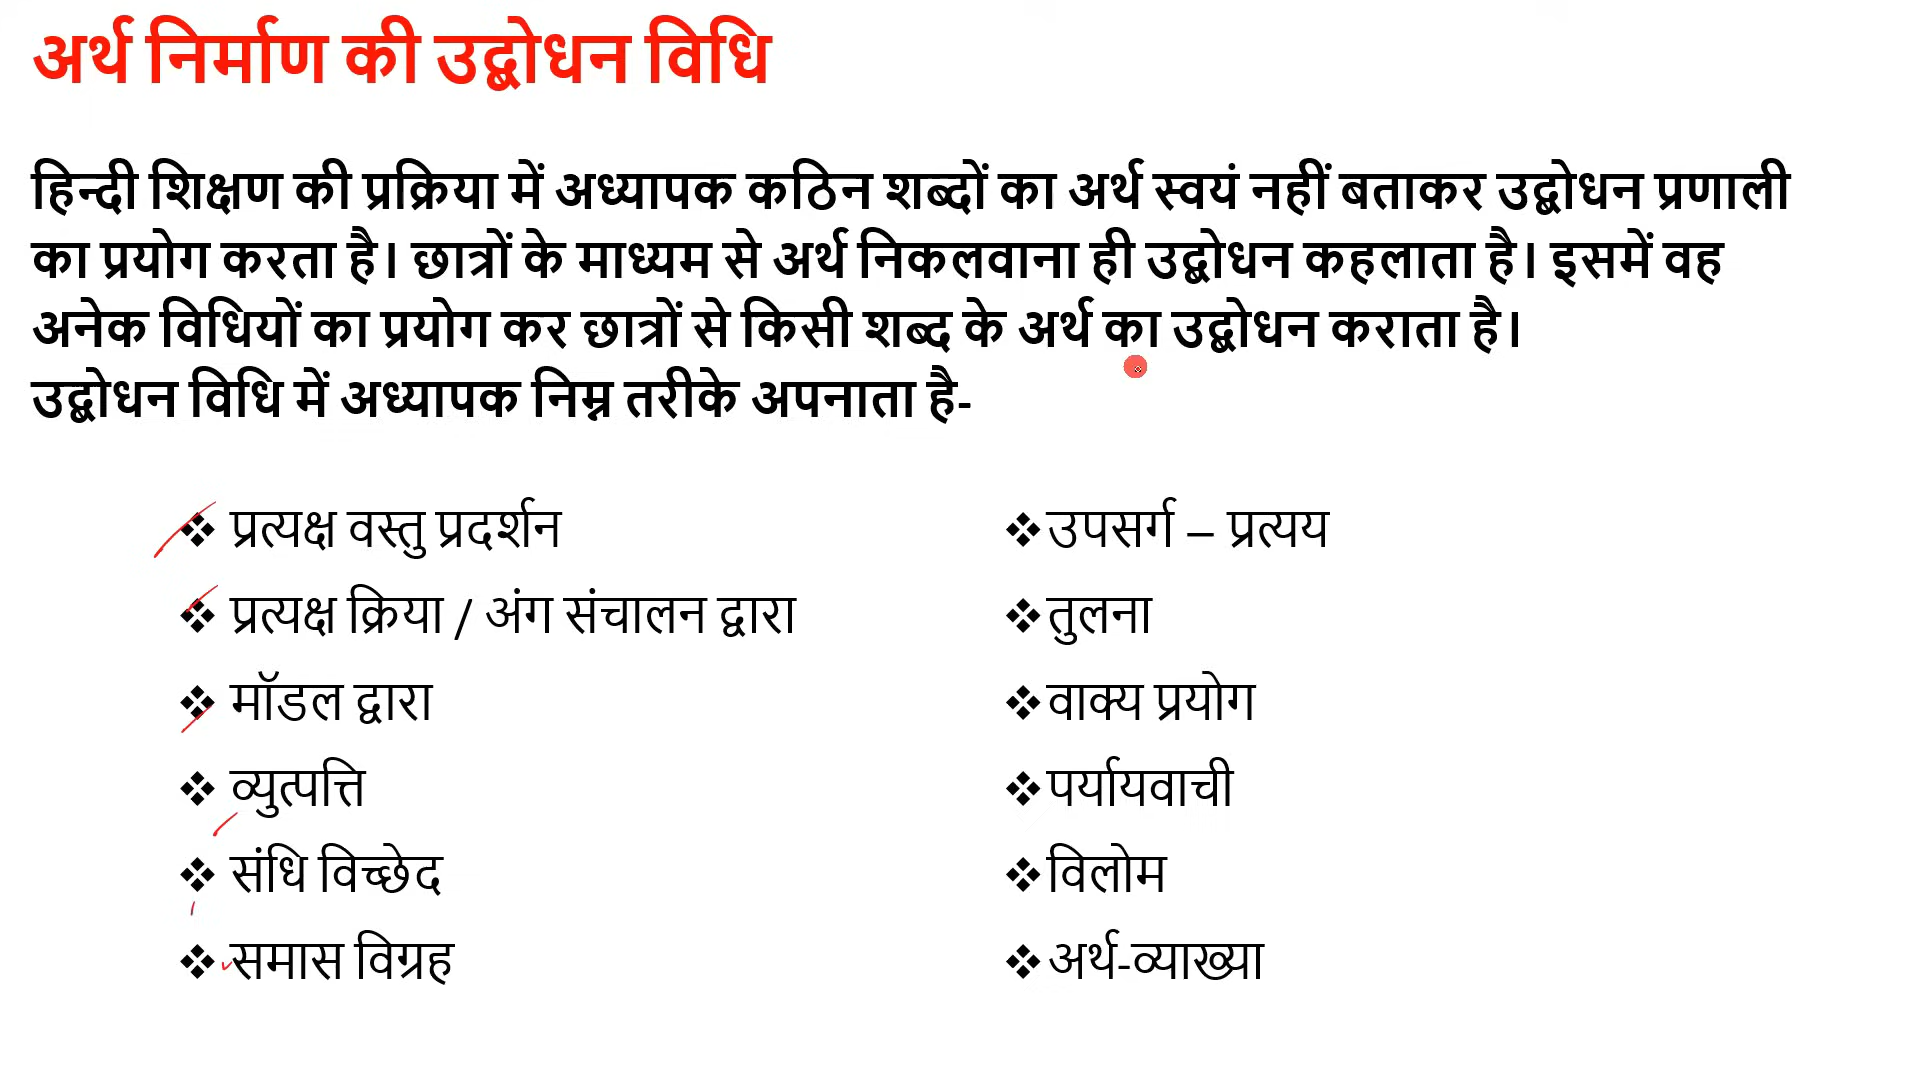 अर्थ निर्माण की उद्बोधन विधि
हिन्दी शिक्षण की प्रक्रिया में अध्यापक कठिन शब्दों का अर्थ स्वयं नहीं बताकर उद्बोधन प्रणाली
का प्रयोग करता है। छात्रों के माध्यम से अर्थ निकलवाना ही उद्बोधन कहलाता है। इसमें वह
अनेक विधियों का प्रयोग कर छात्रों से किसी शब्द के अर्थ का उद्बोधन कराता है।
उद्बोधन विधि में अध्यापक निम्न तरीके अपनाता है-
❖ प्रत्यक्ष वस्तु प्रदर्शन
❖ प्रत्यक्ष क्रिया / अंग संचालन द्वारा
❖ मॉडल द्वारा
❖ व्युत्पत्ति
❖ संधि विच्छेद
❖ समास विग्रह
❖ उपसर्ग – प्रत्यय
❖ तुलना
❖ वाक्य प्रयोग
❖ पर्यायवाची
❖ विलोम
❖ अर्थ-व्याख्या